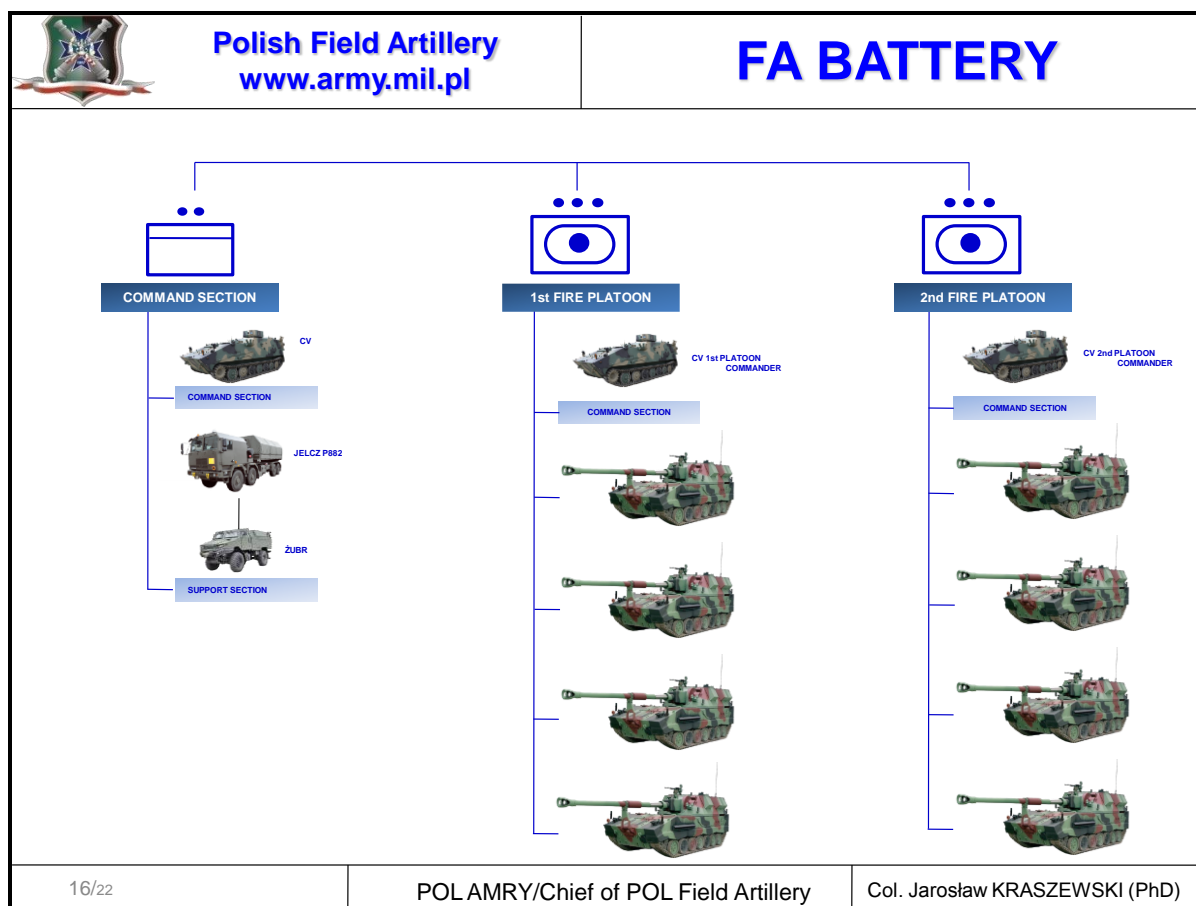 Polish Field Artillery
www.army.mil.pl
FA BATTERY
COMMAND SECTION
CV
COMMAND SECTION
JELCZ P882
ŻUBR
SUPPORT SECTION
1st FIRE PLATOON
CV 1st PLATOON
COMMANDER
COMMAND SECTION
2nd FIRE PLATOON
CV 2nd PLATOON
COMMANDER
COMMAND SECTION
16/22
POL AMRY/Chief of POL Field Artillery
Col. Jarosław KRASZEWSKI (PhD)